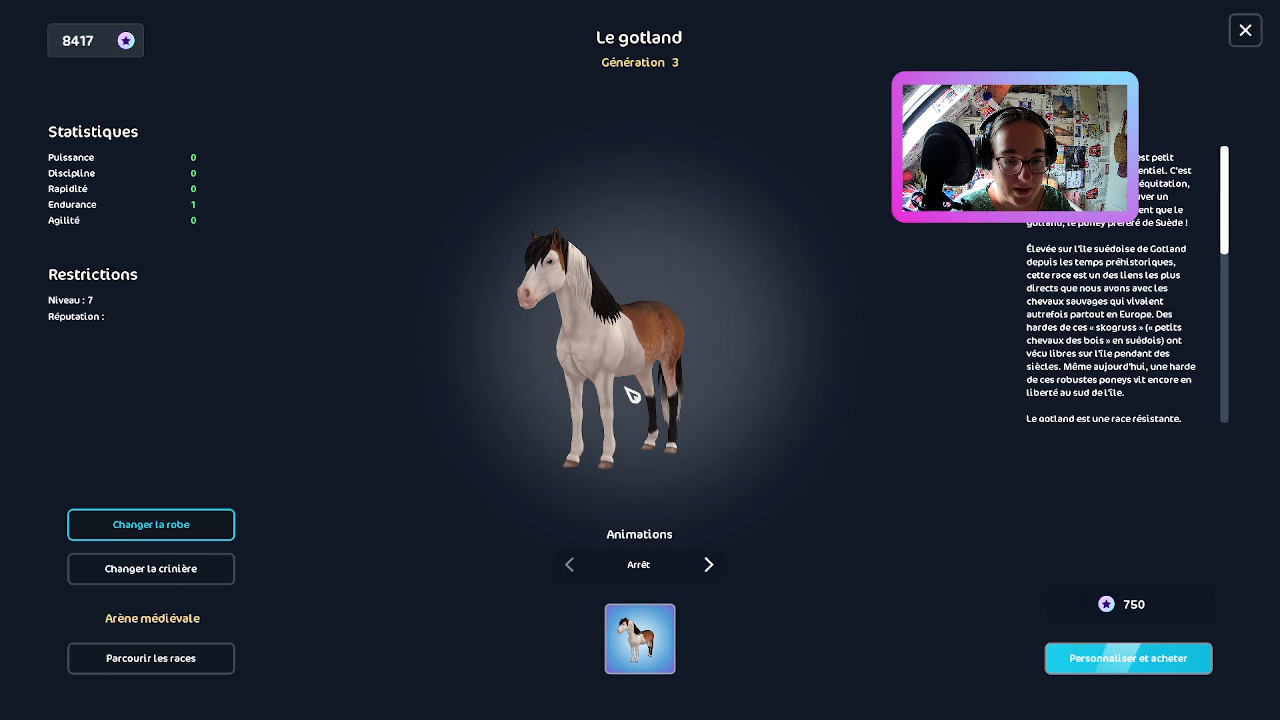 8417
Le gotland
Génération 3
Statistiques
Puissance 0
Discipline 0
Rapidité 0
Endurance 1
Agilité 0
Restrictions
Niveau : 7
Réputation :
Changer la robe
Changer la crinière
Arène médiévale
Parcourir les races
Animations
Arrêt
est petit
entiel. C'est
équitation,
uver un
ent que le
gotland, le poney préféré de Suède !
Élevée sur l'île suédoise de Gotland
depuis les temps préhistoriques,
cette race est un des liens les plus
directs que nous avons avec les
chevaux sauvages qui vivaient
autrefois partout en Europe. Des
hardes de ces « skogruss » (« petits
chevaux des bois » en suédois) ont
vécu libres sur l'île pendant des
siècles. Même aujourd'hui, une harde
de ces robustes poneys vit encore en
liberté au sud de l'île.
Le gotland est une race résistante.
750
Personnaliser et acheter